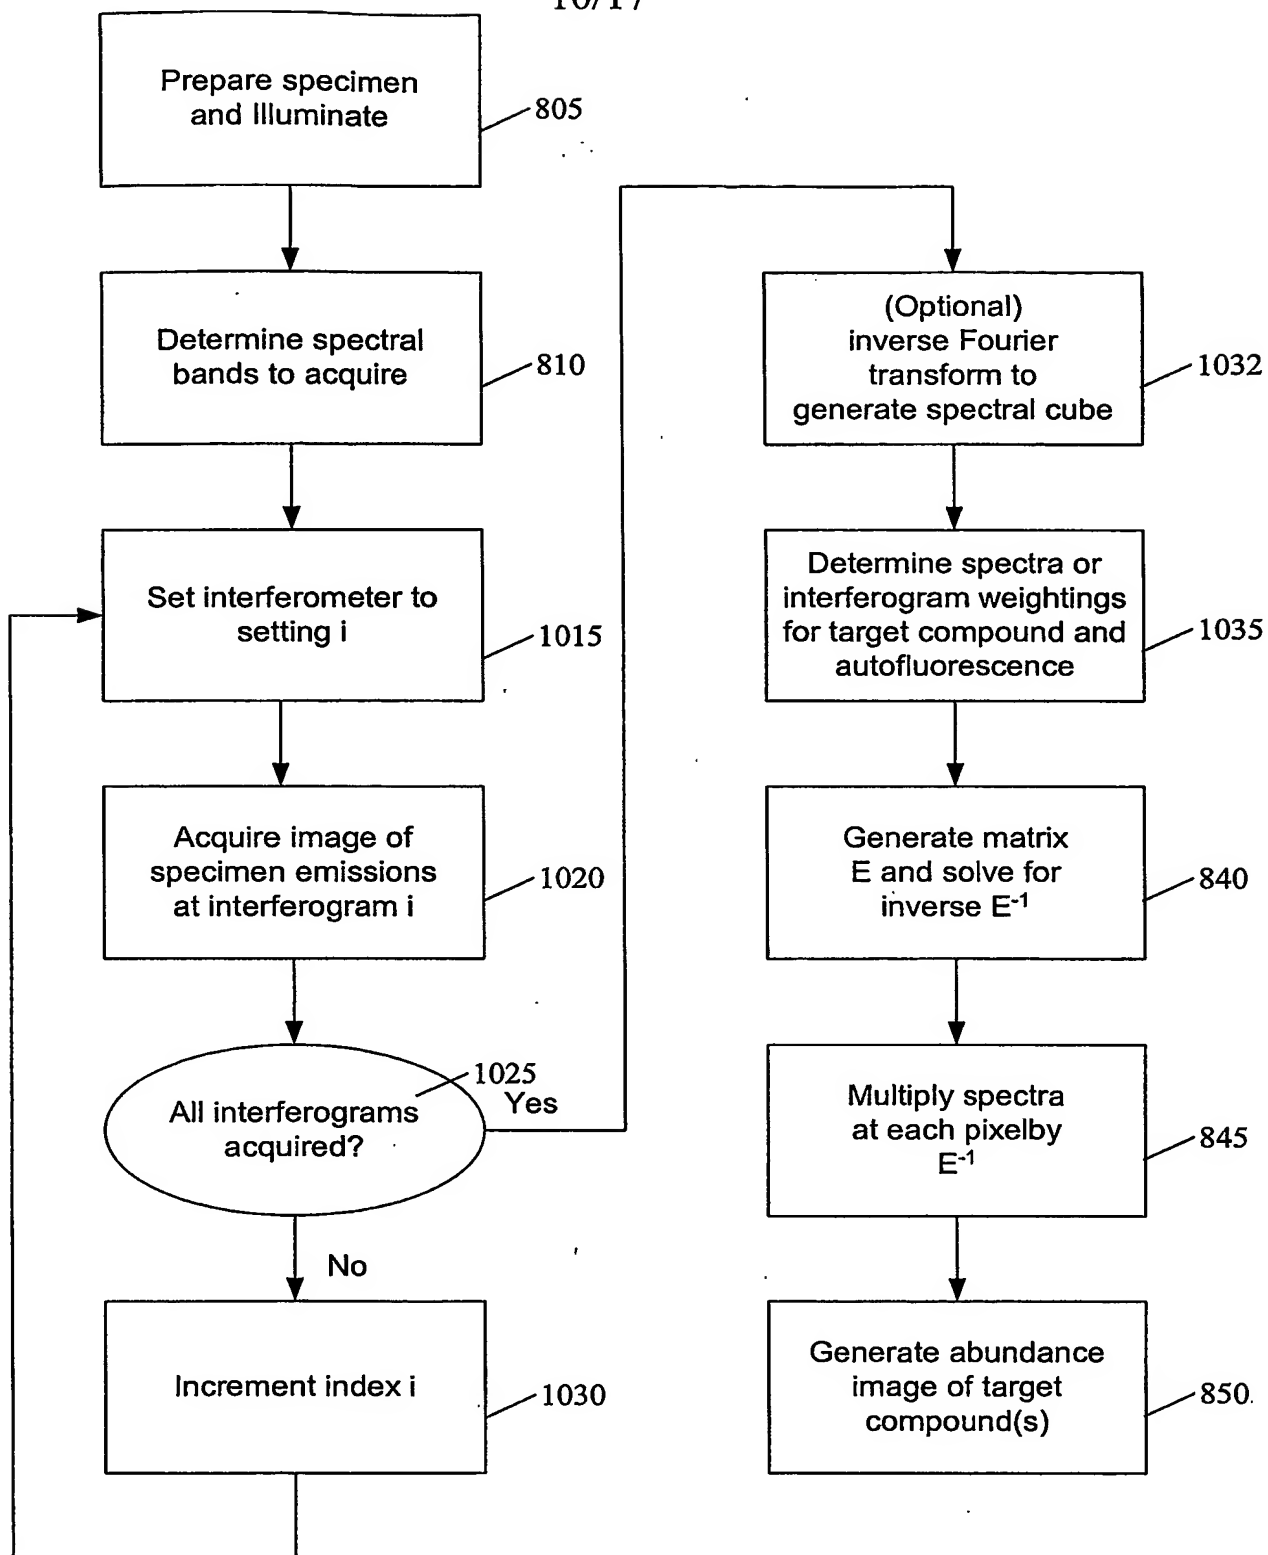 10/17
Prepare specimen
and Illuminate
805
Determine spectral
bands to acquire
810
Set interferometer to
setting i
1015
Acquire image of
specimen emissions
at interferogram i
1020
1025
All interferograms
acquired?
Yes
No
Increment index i
1030
(Optional)
inverse Fourier
transform to
generate spectral cube
1032
Determine spectra or
interferogram weightings
for target compound and
autofluorescence
1035
Generate matrix
E and solve for
inverse E⁻¹
840
Multiply spectra
at each pixelby
E⁻¹
845
Generate abundance
image of target
compound(s)
850